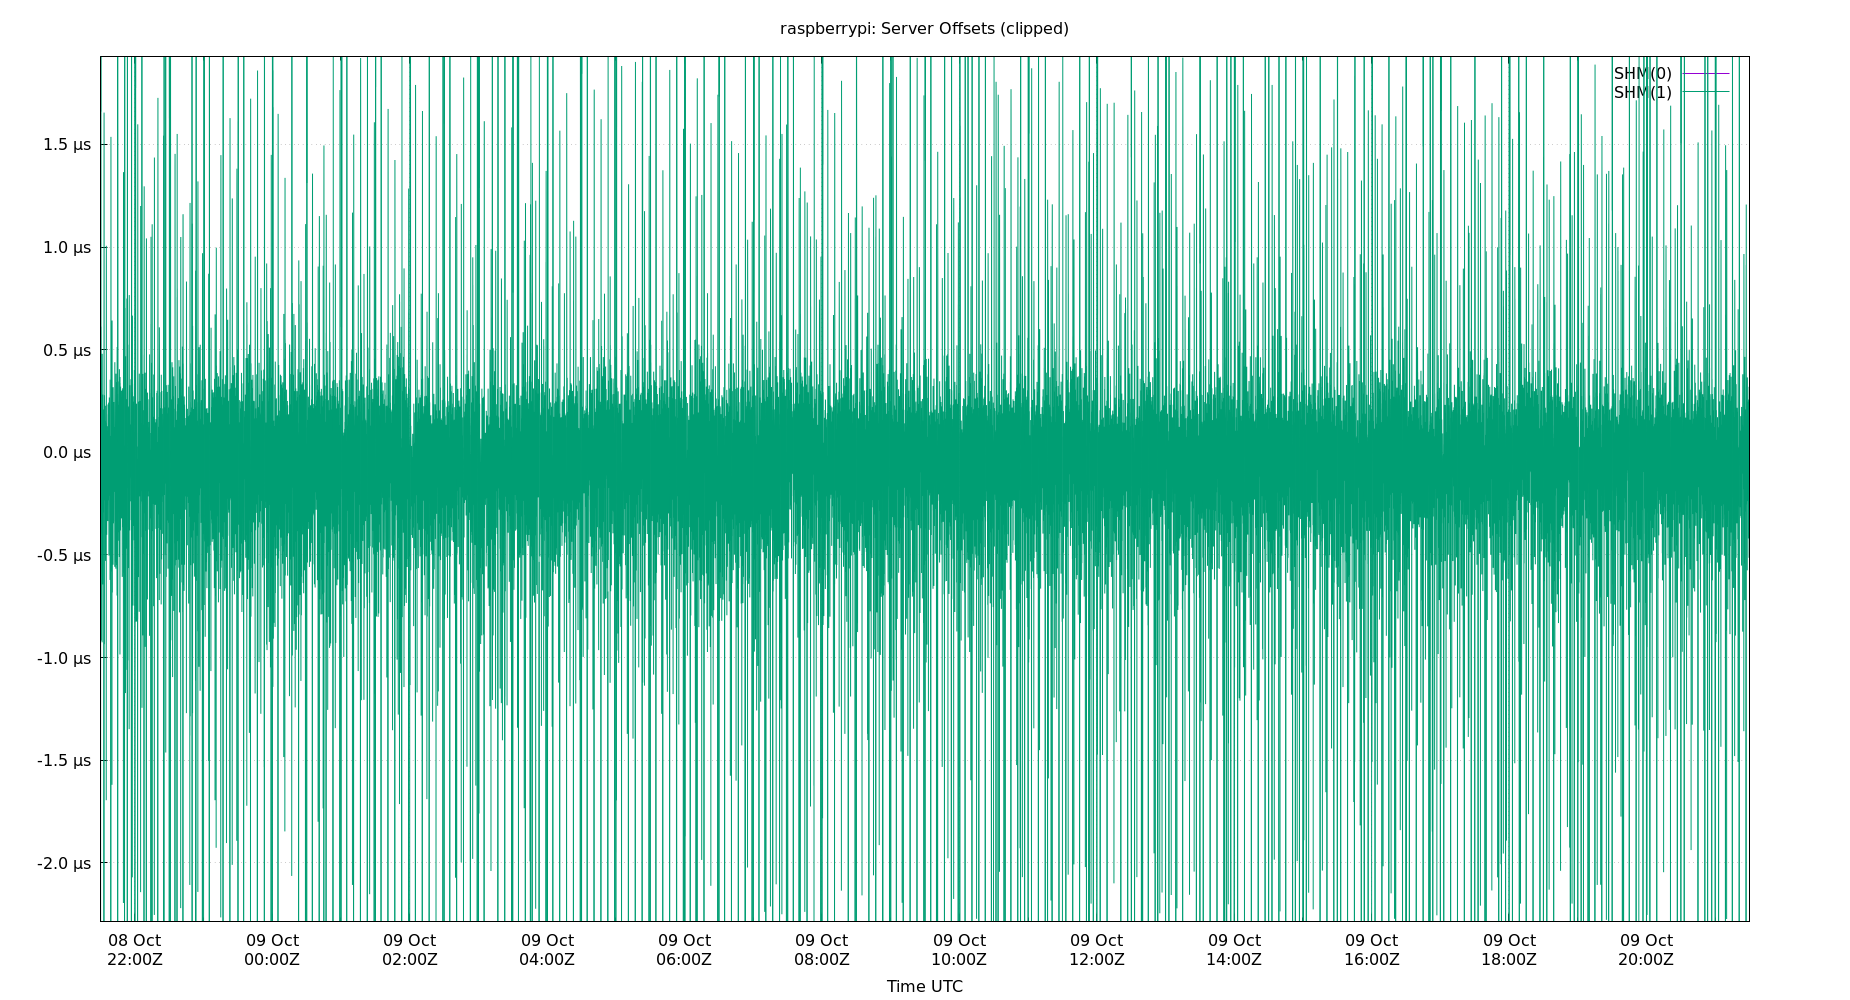 raspberrypi: Server Offsets (clipped)
SHM(0)
SHM(1)
1.5 µs
1.0 µs
0.5 µs
0.0 µs
-0.5 µs
-1.0 µs
-1.5 µs
-2.0 µs
08 Oct 09 Oct 09 Oct 09 Oct 09 Oct 09 Oct 09 Oct 09 Oct 09 Oct 09 Oct 09 Oct 09 Oct
22:00Z 00:00Z 02:00Z 04:00Z 06:00Z 08:00Z 10:00Z 12:00Z 14:00Z 16:00Z 18:00Z 20:00Z
Time UTC